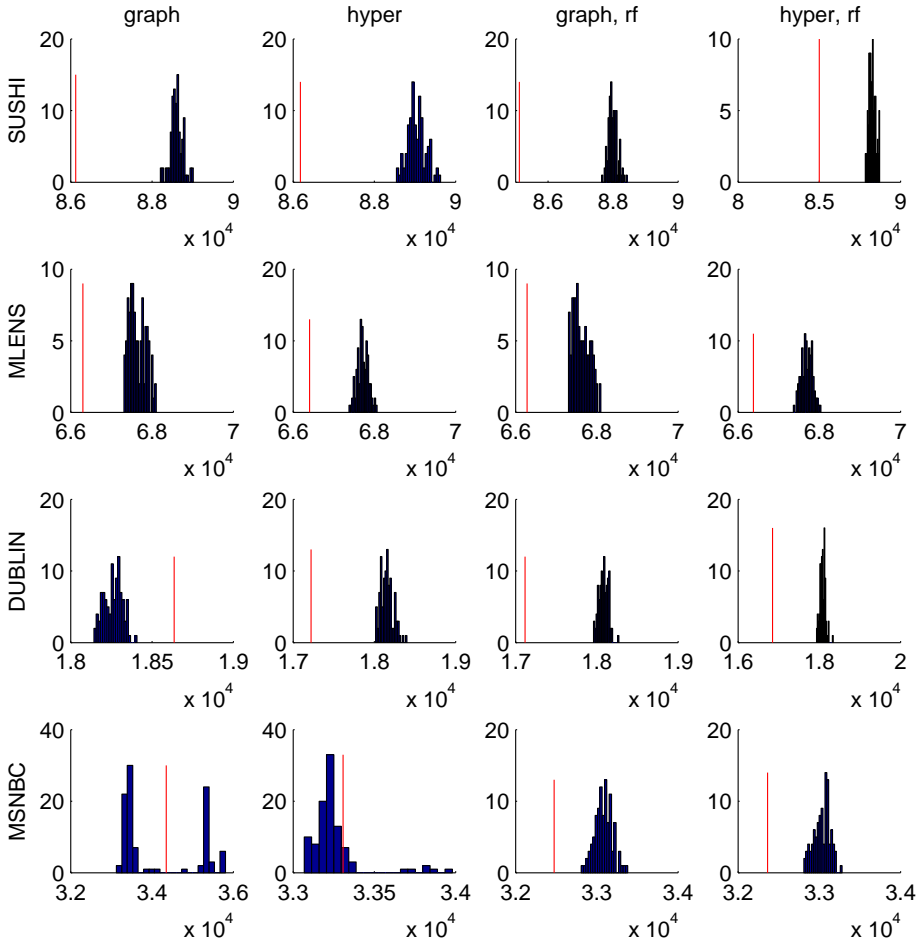 graph hyper graph, rf hyper, rf
SUSHI
20 20 20 10
10 10 10 5
0 0 0 0
8.6 8.8 9 8.6 8.8 9 8.6 8.8 9 8 8.5 9
x 10^4 x 10^4 x 10^4 x 10^4
MLENS
10 20 10 20
5 10 5 10
0 0 0 0
6.6 6.8 7 6.6 6.8 7 6.6 6.8 7 6.6 6.8 7
x 10^4 x 10^4 x 10^4 x 10^4
DUBLIN
20 20 20 20
10 10 10 10
0 0 0 0
1.8 1.85 1.9 1.7 1.8 1.9 1.7 1.8 1.9 1.6 1.8 2
x 10^4 x 10^4 x 10^4 x 10^4
MSNBC
40 40 20 20
20 20 10 10
0 0 0 0
3.2 3.4 3.6 3.3 3.35 3.4 3.2 3.3 3.4 3.2 3.3 3.4
x 10^4 x 10^4 x 10^4 x 10^4